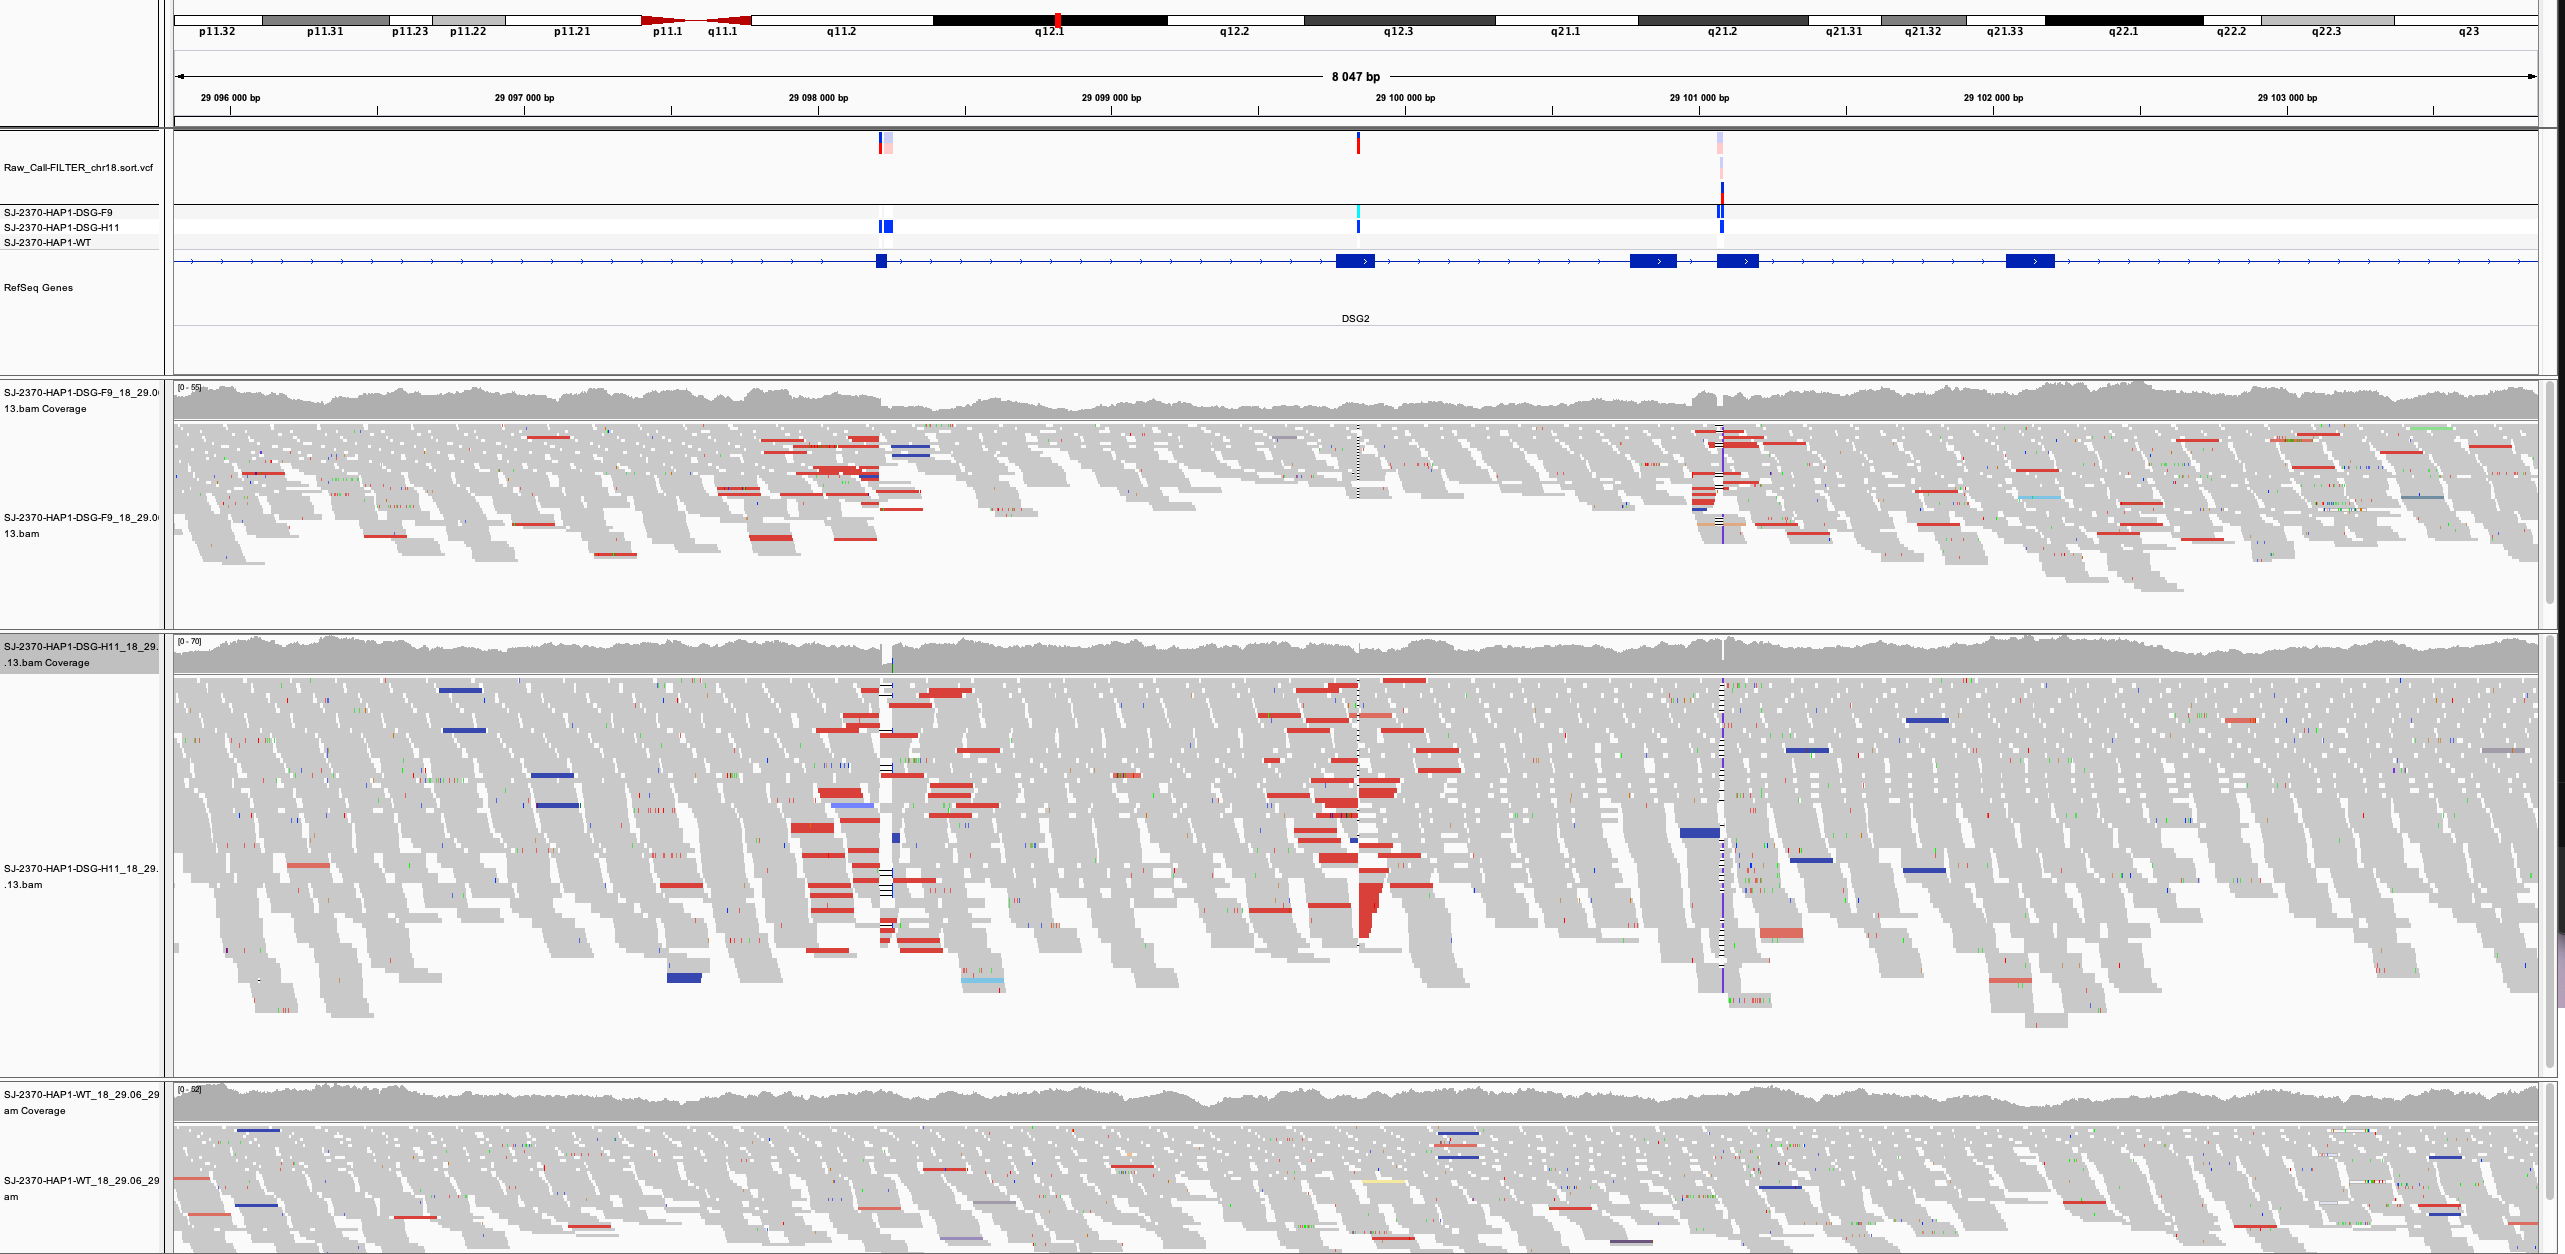 p11.32 p11.31 p11.23 p11.22 p11.21 p11.1 q11.1 q11.2 q12.1 q12.2 q12.3 q21.1 q21.2 q21.31 q21.32 q21.33 q22.1 q22.2 q22.3 q23
8 047 bp
29 096 000 bp 29 097 000 bp 29 098 000 bp 29 099 000 bp 29 100 000 bp 29 101 000 bp 29 102 000 bp 29 103 000 bp
Raw_Call-FILTER_chr18.sort.vcf
SJ-2370-HAP1-DSG-F9
SJ-2370-HAP1-DSG-H11
SJ-2370-HAP1-WT
RefSeq Genes
DSG2
SJ-2370-HAP1-DSG-F9_18_29.0
13.bam Coverage
[0 - 55]
SJ-2370-HAP1-DSG-F9_18_29.0
13.bam
SJ-2370-HAP1-DSG-H11_18_29.
.13.bam Coverage
[0 - 70]
SJ-2370-HAP1-DSG-H11_18_29.
.13.bam
SJ-2370-HAP1-WT_18_29.06_29
am Coverage
[0 - 52]
SJ-2370-HAP1-WT_18_29.06_29
am